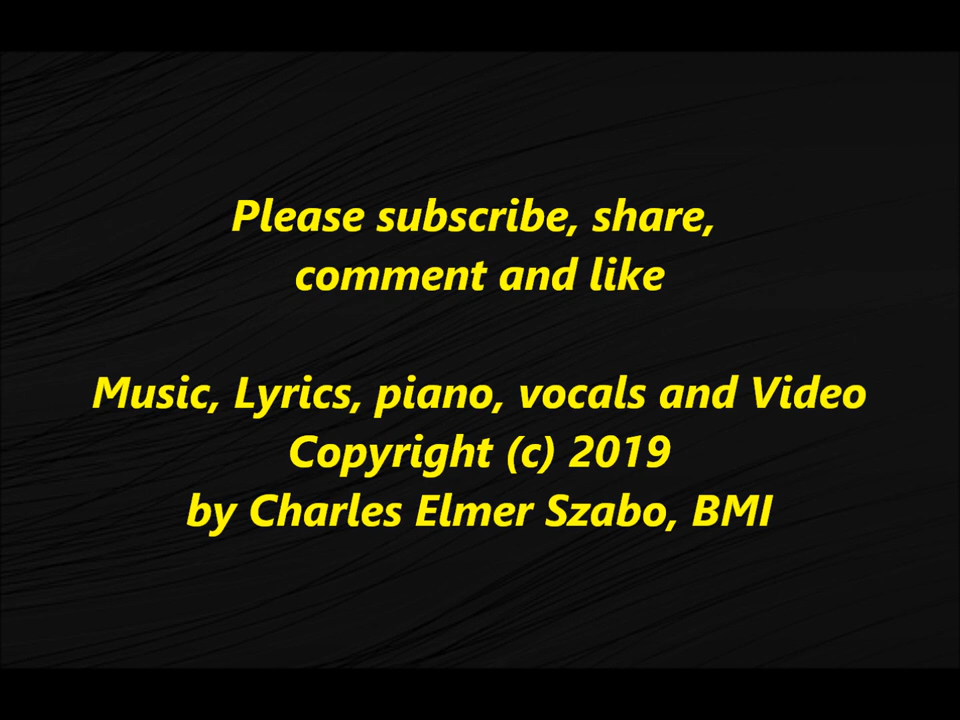 Please subscribe, share,
comment and like
Music, Lyrics, piano, vocals and Video
Copyright (c) 2019
by Charles Elmer Szabo, BMI